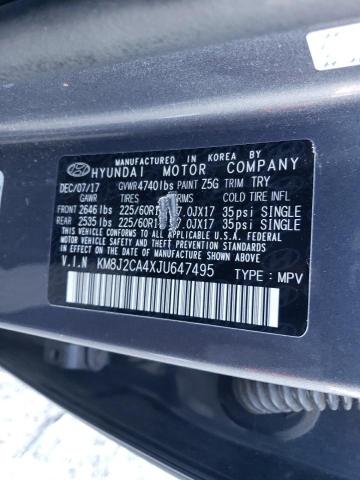 MANUFACTURED IN KOREA BY
HYUNDAI MOTOR COMPANY
DEC/07/17 GVWR4740lbs PAINT Z5G TRIM TRY
GAWR TIRES RIMS COLD TIRE INFL
FRONT 2646 lbs 225/60R17 7.0JX17 35psi SINGLE
REAR 2535 lbs 225/60R17 7.0JX17 35psi SINGLE
THIS VEHICLE CONFORMS TO ALL APPLICABLE U.S.A FEDERAL
MOTOR VEHICLE SAFETY, BUMPER, AND THEFT PREVENTION
STANDARDS IN EFFECT ON THE DATE OF MANUFACTURE SHOWN ABOVE.
V.I.N KM8J2CA4XJU647495 TYPE: MPV